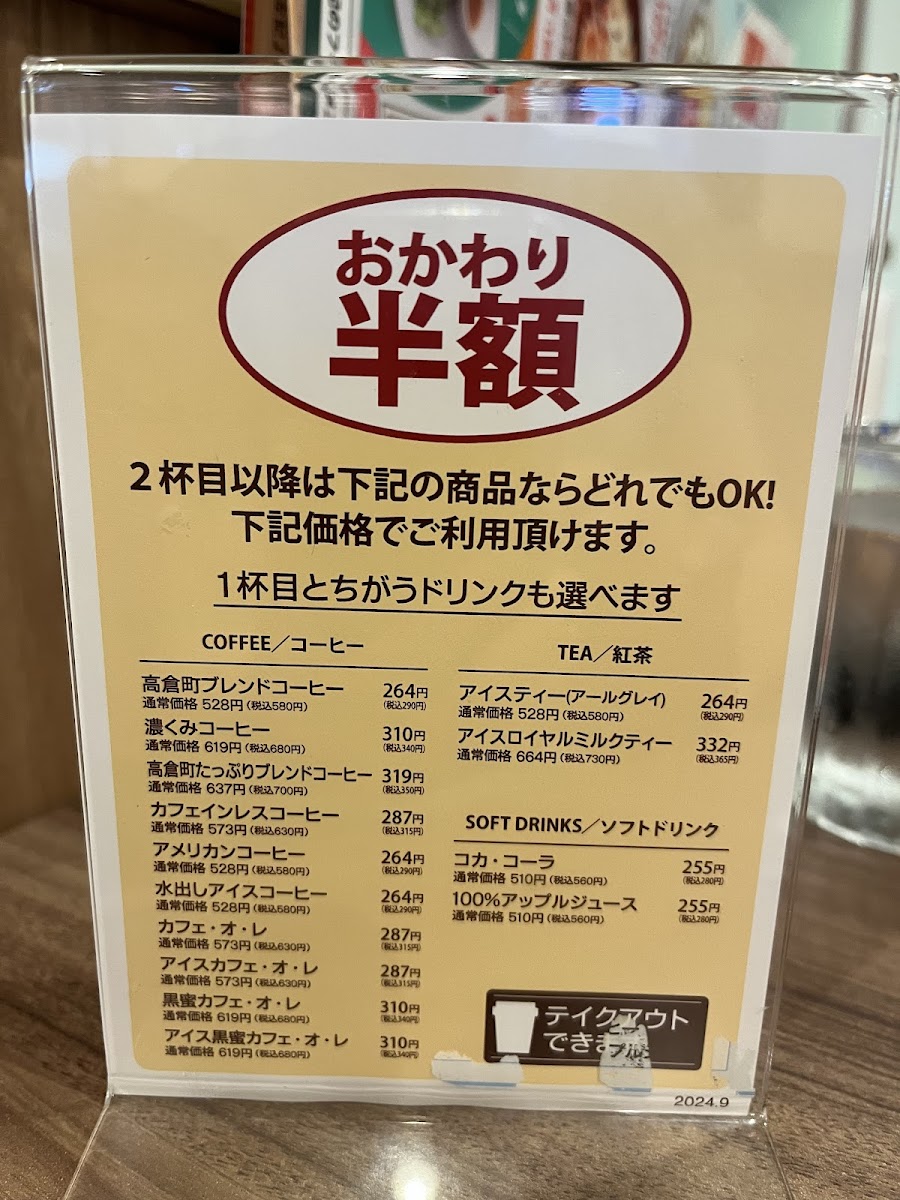 おかわり
半額
2杯目以降は下記の商品ならどれでもOK!
下記価格でご利用頂けます。
1杯目とちがうドリンクも選べます
COFFEE/コーヒー
高倉町ブレンドコーヒー 264円
通常価格 528円(税込580円) (税込290円)
濃くみコーヒー 310円
通常価格 619円(税込680円) (税込340円)
高倉町たっぷりブレンドコーヒー 319円
通常価格 637円(税込700円) (税込350円)
カフェインレスコーヒー 287円
通常価格 573円(税込630円) (税込315円)
アメリカンコーヒー 264円
通常価格 528円(税込580円) (税込290円)
水出しアイスコーヒー 264円
通常価格 528円(税込580円) (税込290円)
カフェ・オ・レ 287円
通常価格 573円(税込630円) (税込315円)
アイスカフェ・オ・レ 287円
通常価格 573円(税込630円) (税込315円)
黒蜜カフェ・オ・レ 310円
通常価格 619円(税込680円) (税込340円)
アイス黒蜜カフェ・オ・レ 310円
通常価格 619円(税込680円) (税込340円)
TEA/紅茶
アイスティー(アールグレイ) 264円
通常価格 528円(税込580円) (税込290円)
アイスロイヤルミルクティー 332円
通常価格 664円(税込730円) (税込365円)
SOFT DRINKS/ソフトドリンク
コカ・コーラ 255円
通常価格 510円(税込560円) (税込280円)
100%アップルジュース 255円
通常価格 510円(税込560円) (税込280円)
テイクアウト
できま
2024.9